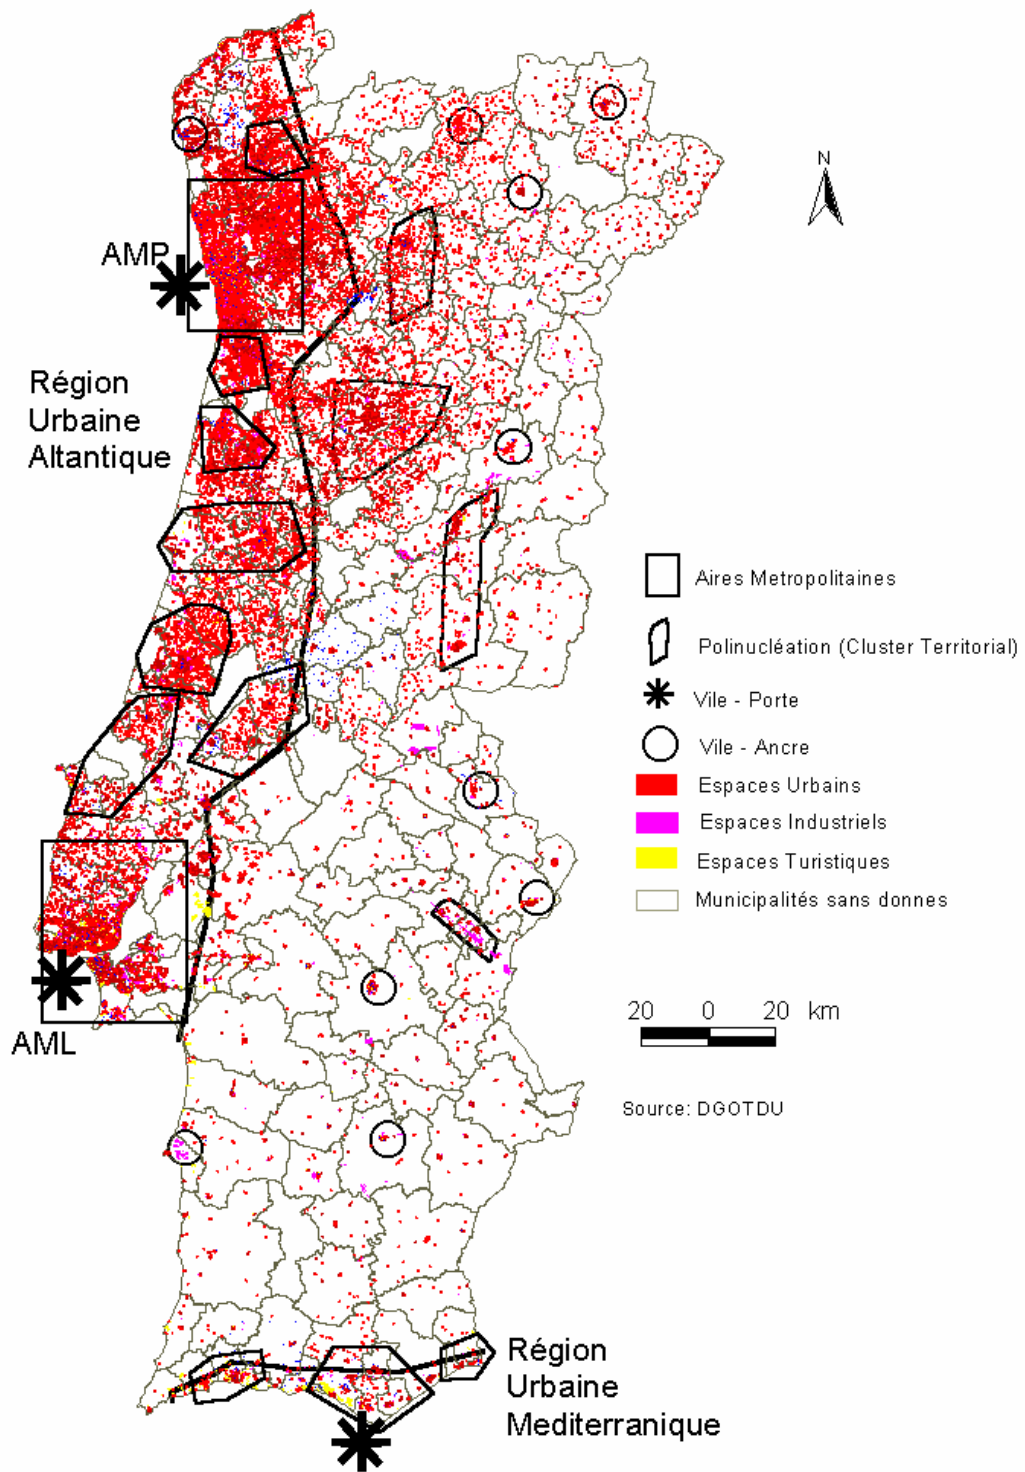 N
AMP
Région
Urbaine
Altantique
Aires Metropolitaines
Polinucléation (Cluster Territorial)
Vile - Porte
Vile - Ancre
Espaces Urbains
Espaces Industriels
Espaces Turistiques
Municipalités sans donnes
20 0 20 km
AML
Source: DGOTDU
Région
Urbaine
Mediterranique